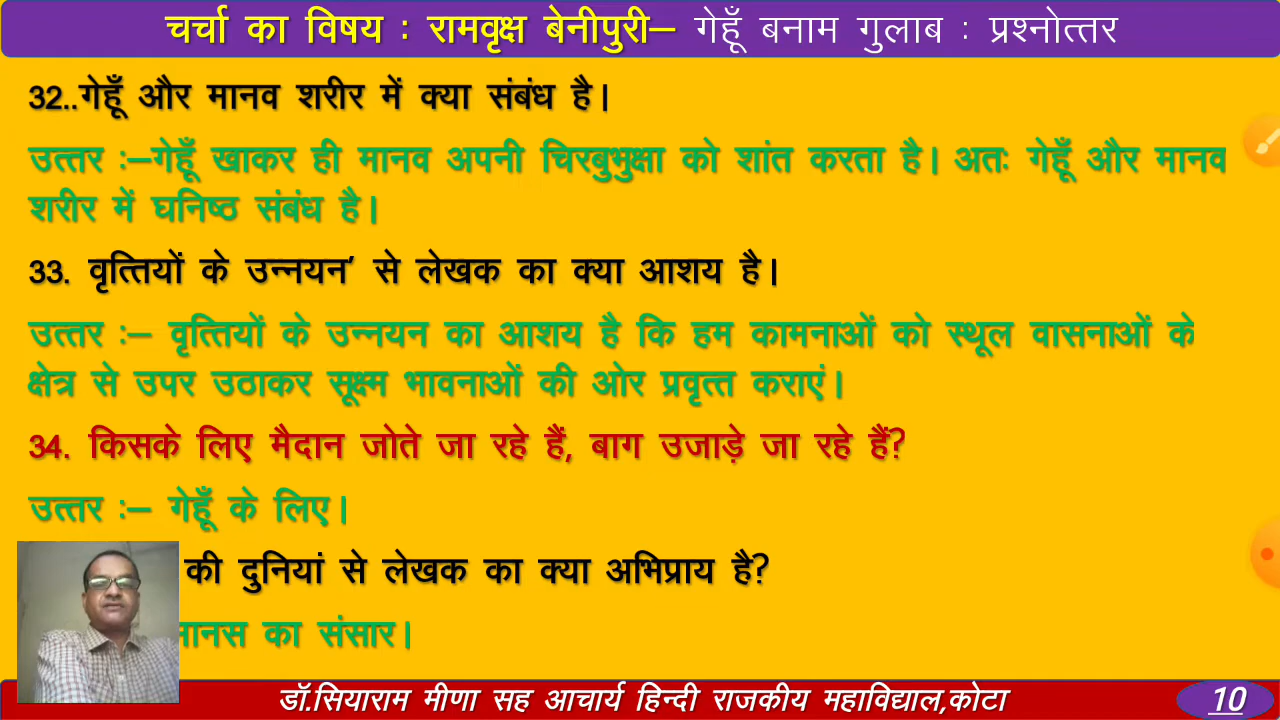 चर्चा का विषय : रामवृक्ष बेनीपुरी– गेहूँ बनाम गुलाब : प्रश्नोत्तर
32..गेहूँ और मानव शरीर में क्या संबंध है।
उत्तर :–गेहूँ खाकर ही मानव अपनी चिरबुभुक्षा को शांत करता है। अतः गेहूँ और मानव
शरीर में घनिष्ठ संबंध है।
33. वृत्तियों के उन्नयन’ से लेखक का क्या आशय है।
उत्तर :– वृत्तियों के उन्नयन का आशय है कि हम कामनाओं को स्थूल वासनाओं के
क्षेत्र से उपर उठाकर सूक्ष्म भावनाओं की ओर प्रवृत्त कराएं।
34. किसके लिए मैदान जोते जा रहे हैं, बाग उजाड़े जा रहे हैं?
उत्तर :– गेहूँ के लिए।
की दुनियां से लेखक का क्या अभिप्राय है?
का संसार।
डॉ.सियाराम मीणा सह आचार्य हिन्दी राजकीय महाविद्याल,कोटा
10